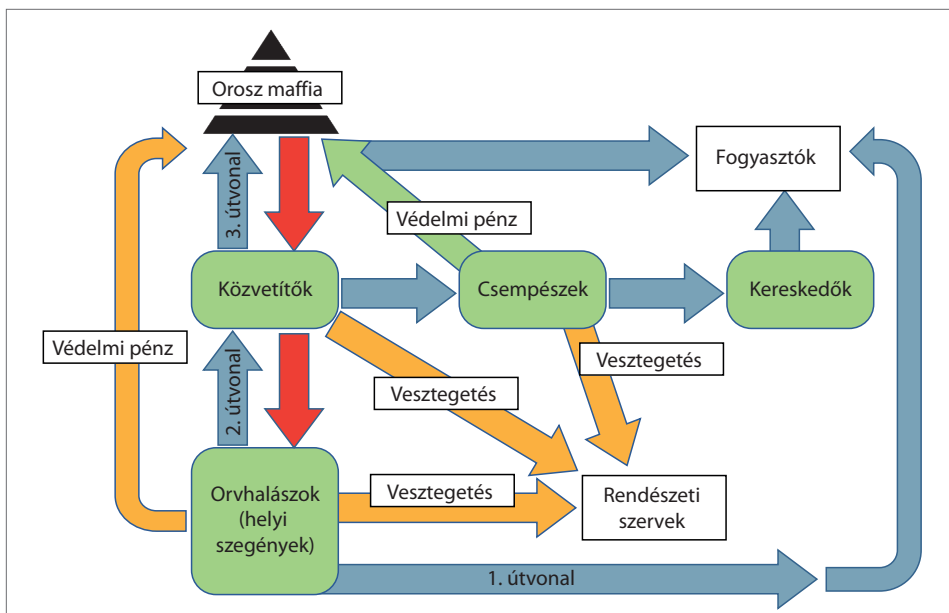 Orosz maffia
3. útvonal
Fogyasztók
Védelmi pénz
Közvetítők
Csempészek
Kereskedők
Védelmi pénz
2. útvonal
Vesztegetés
Vesztegetés
Orvhalászok
(helyi
szegények)
Vesztegetés
Rendészeti
szervek
1. útvonal